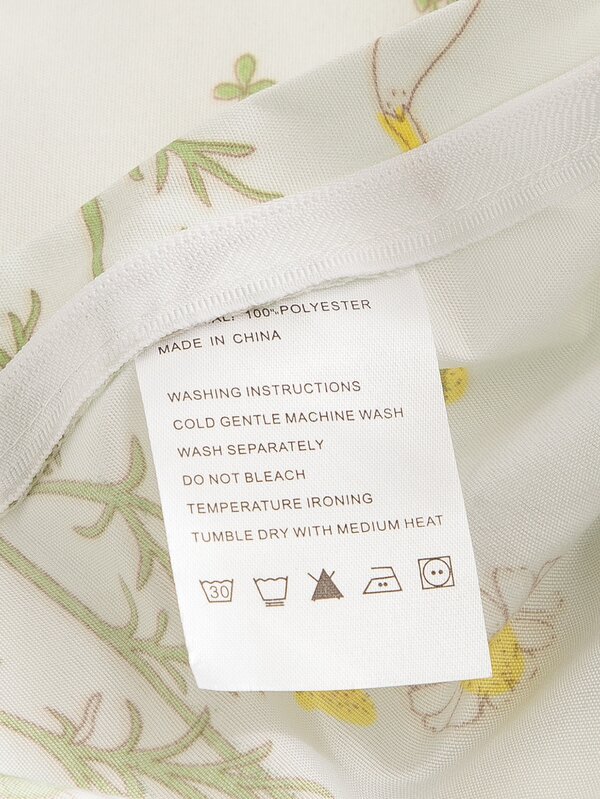 100%POLYESTER
MADE IN CHINA
WASHING INSTRUCTIONS
COLD GENTLE MACHINE WASH
WASH SEPARATELY
DO NOT BLEACH
TEMPERATURE IRONING
TUMBLE DRY WITH MEDIUM HEAT
30